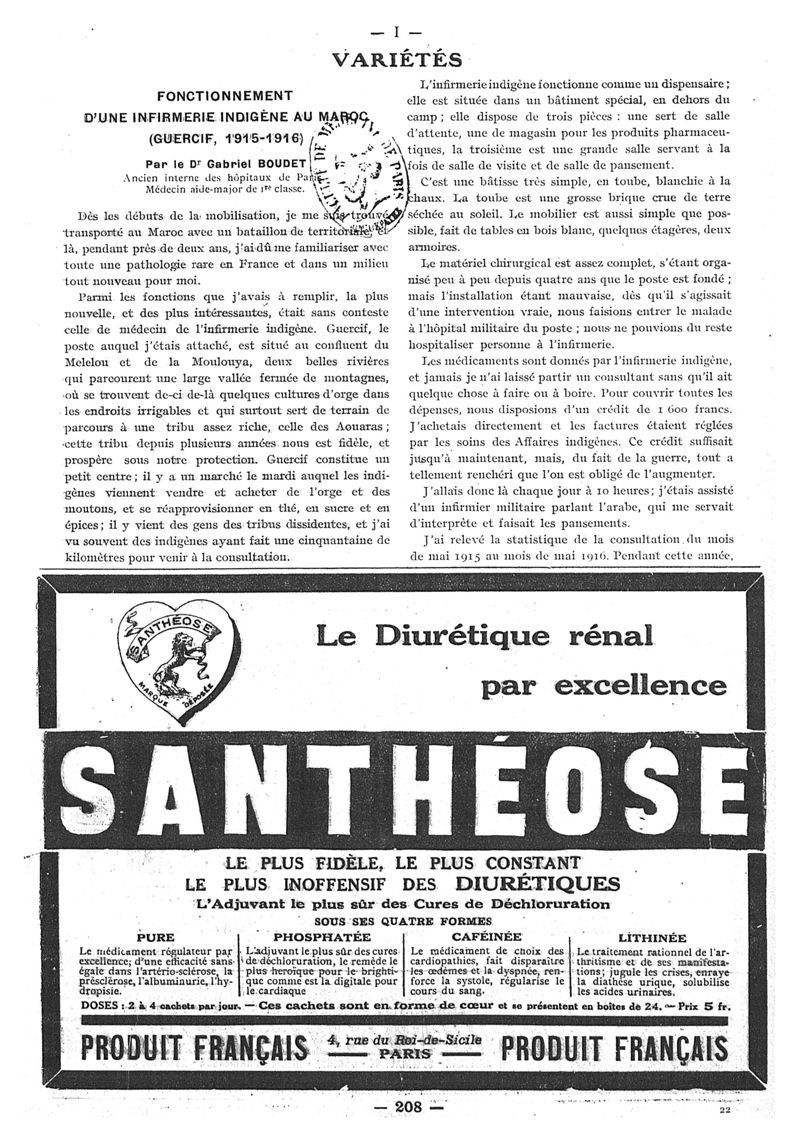 — I —
VARIÉTÉS
FONCTIONNEMENT
D'UNE INFIRMERIE INDIGÈNE AU MAROC
(GUERCIF, 1915-1916)
Par le Dr Gabriel BOUDET
Ancien interne des hôpitaux de Paris
Médecin aide-major de 1re classe.
Dès les débuts de la mobilisation, je me suis trouvé
transporté au Maroc avec un bataillon de territoriale, et
là, pendant près de deux ans, j'ai dû me familiariser avec
toute une pathologie rare en France et dans un milieu
tout nouveau pour moi.
Parmi les fonctions que j'avais à remplir, la plus
nouvelle, et des plus intéressantes, était sans conteste
celle de médecin de l'infirmerie indigène. Guercif, le
poste auquel j'étais attaché, est situé au confluent du
Melelou et de la Moulouya, deux belles rivières
qui parcourent une large vallée fermée de montagnes,
où se trouvent de-ci de-là quelques cultures d'orge dans
les endroits irrigables et qui surtout sert de terrain de
parcours à une tribu assez riche, celle des Aouaras ;
cette tribu depuis plusieurs années nous est fidèle, et
prospère sous notre protection. Guercif constitue un
petit centre ; il y a un marché le mardi auquel les indi-
gènes viennent vendre et acheter de l'orge et des
moutons, et se réapprovisionner en thé, en sucre et en
épices ; il y vient des gens des tribus dissidentes, et j'ai
vu souvent des indigènes ayant fait une cinquantaine de
kilomètres pour venir à la consultation.
L'infirmerie indigène fonctionne comme un dispensaire ;
elle est située dans un bâtiment spécial, en dehors du
camp ; elle dispose de trois pièces : une sert de salle
d'attente, une de magasin pour les produits pharmaceu-
tiques, la troisième est une grande salle servant à la
fois de salle de visite et de salle de pansement.
C'est une bâtisse très simple, en toube, blanchie à la
chaux. La toube est une grosse brique crue de terre
séchée au soleil. Le mobilier est aussi simple que pos-
sible, fait de tables en bois blanc, quelques étagères, deux
armoires.
Le matériel chirurgical est assez complet, s'étant orga-
nisé peu à peu depuis quatre ans que le poste est fondé ;
mais l'installation étant mauvaise, dès qu'il s'agissait
d'une intervention vraie, nous faisions entrer le malade
à l'hôpital militaire du poste ; nous ne pouvions du reste
hospitaliser personne à l'infirmerie.
Les médicaments sont donnés par l'infirmerie indigène,
et jamais je n'ai laissé partir un consultant sans qu'il ait
quelque chose à faire ou à boire. Pour couvrir toutes les
dépenses, nous disposions d'un crédit de 1 600 francs.
J'achetais directement et les factures étaient réglées
par les soins des Affaires indigènes. Ce crédit suffisait
jusqu'à maintenant, mais, du fait de la guerre, tout a
tellement renchéri que l'on est obligé de l'augmenter.
J'allais donc là chaque jour à 10 heures ; j'étais assisté
d'un infirmier militaire parlant l'arabe, qui me servait
d'interprète et faisait les pansements.
J'ai relevé la statistique de la consultation du mois
de mai 1915 au mois de mai 1916. Pendant cette année,
SANTHÉOSE
MARQUE DÉPOSÉE
Le Diurétique rénal
par excellence
SANTHÉOSE
LE PLUS FIDÈLE, LE PLUS CONSTANT
LE PLUS INOFFENSIF DES DIURÉTIQUES
L'Adjuvant le plus sûr des Cures de Déchloruration
SOUS SES QUATRE FORMES
PURE
Le médicament régulateur par
excellence; d'une efficacité sans
égale dans l'artério-sclérose, la
présclérose, l'albuminurie, l'hy-
dropisie.
PHOSPHATÉE
L'adjuvant le plus sûr des cures
de déchloruration, le remède le
plus héroïque pour le brighti-
que comme est la digitale pour
le cardiaque
CAFÉINÉE
Le médicament de choix des
cardiopathies, fait disparaître
les œdèmes et la dyspnée, ren-
force la systole, régularise le
cours du sang.
LITHINÉE
Le traitement rationnel de l'ar-
thritisme et de ses manifesta-
tions; jugule les crises, enraye
la diathèse urique, solubilise
les acides urinaires.
DOSES : 2 à 4 cachets par jour. — Ces cachets sont en forme de cœur et se présentent en boîtes de 24. — Prix 5 fr.
PRODUIT FRANÇAIS
4, rue du Roi-de-Sicile
PARIS
PRODUIT FRANÇAIS
— 208 —
22